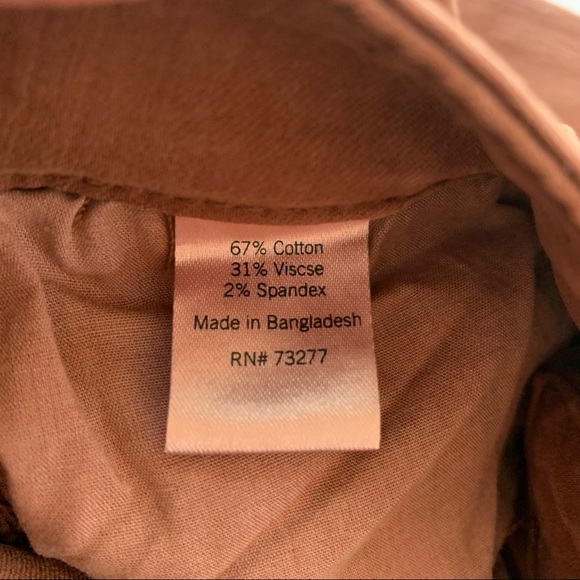 67% Cotton
31% Viscse
2% Spandex
Made in Bangladesh
RN# 73277